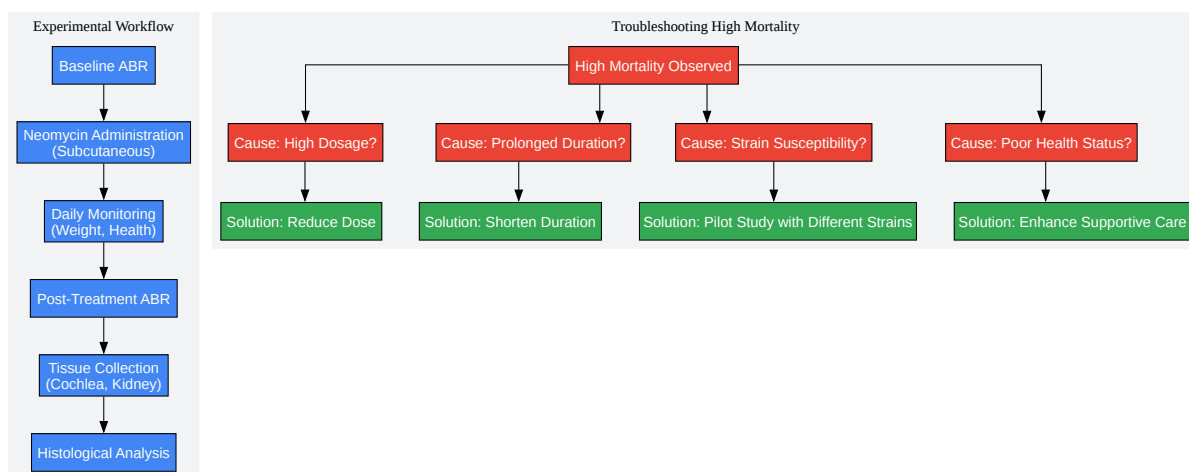 Experimental Workflow
Baseline ABR
Neomycin Administration
(Subcutaneous)
Daily Monitoring
(Weight, Health)
Post-Treatment ABR
Tissue Collection
(Cochlea, Kidney)
Histological Analysis
Troubleshooting High Mortality
High Mortality Observed
Cause: High Dosage?
Cause: Prolonged Duration?
Cause: Strain Susceptibility?
Cause: Poor Health Status?
Solution: Reduce Dose
Solution: Shorten Duration
Solution: Pilot Study with Different Strains
Solution: Enhance Supportive Care